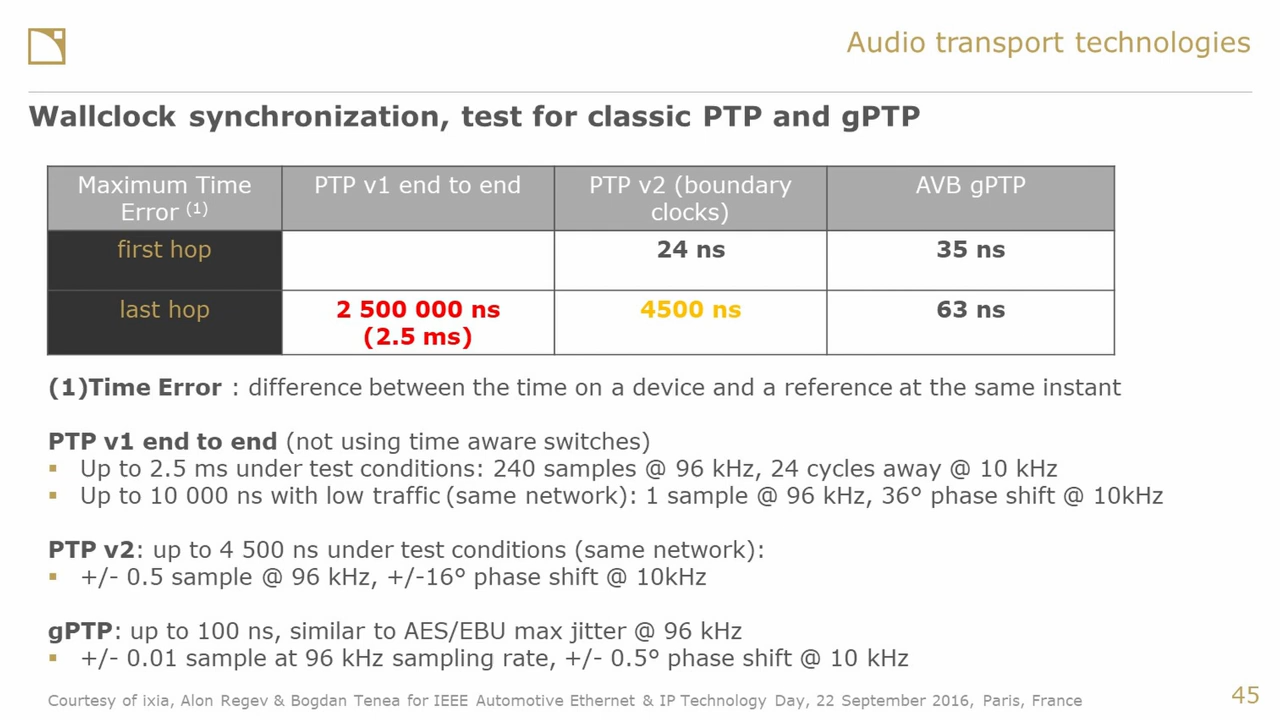 Audio transport technologies
Wallclock synchronization, test for classic PTP and gPTP
Maximum Time Error (1) PTP v1 end to end PTP v2 (boundary clocks) AVB gPTP
first hop 24 ns 35 ns
last hop 2 500 000 ns (2.5 ms) 4500 ns 63 ns
(1)Time Error : difference between the time on a device and a reference at the same instant
PTP v1 end to end (not using time aware switches)
▪ Up to 2.5 ms under test conditions: 240 samples @ 96 kHz, 24 cycles away @ 10 kHz
▪ Up to 10 000 ns with low traffic (same network): 1 sample @ 96 kHz, 36° phase shift @ 10kHz
PTP v2: up to 4 500 ns under test conditions (same network):
▪ +/- 0.5 sample @ 96 kHz, +/-16° phase shift @ 10kHz
gPTP: up to 100 ns, similar to AES/EBU max jitter @ 96 kHz
▪ +/- 0.01 sample at 96 kHz sampling rate, +/- 0.5° phase shift @ 10 kHz
Courtesy of ixia, Alon Regev & Bogdan Tenea for IEEE Automotive Ethernet & IP Technology Day, 22 September 2016, Paris, France
45